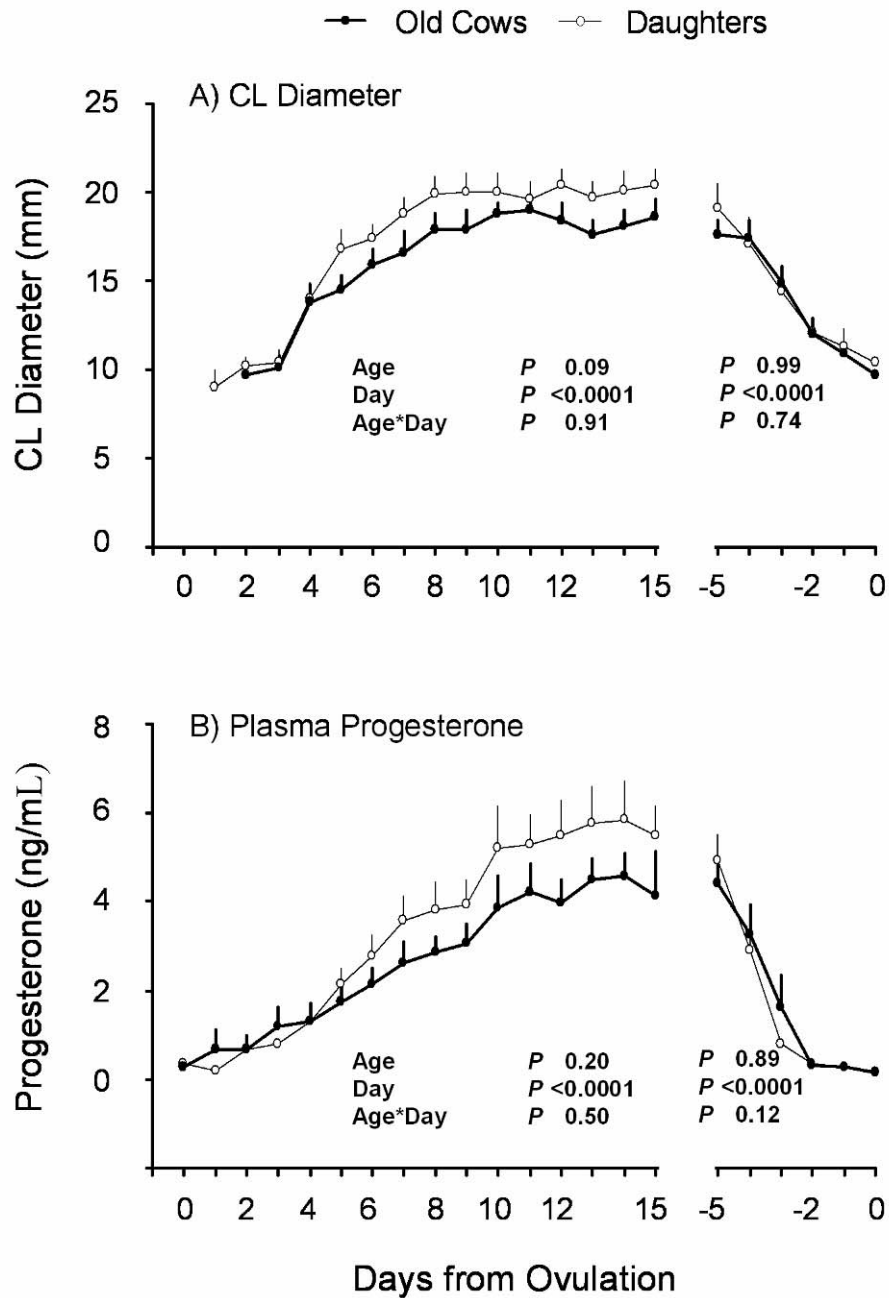 Old Cows Daughters
A) CL Diameter
CL Diameter (mm)
25
20
15
10
5
0
Age P 0.09 P 0.99
Day P <0.0001 P <0.0001
Age*Day P 0.91 P 0.74
0 2 4 6 8 10 12 15 -5 -2 0
B) Plasma Progesterone
Progesterone (ng/mL)
8
6
4
2
0
Age P 0.20 P 0.89
Day P <0.0001 P <0.0001
Age*Day P 0.50 P 0.12
0 2 4 6 8 10 12 15 -5 -2 0
Days from Ovulation